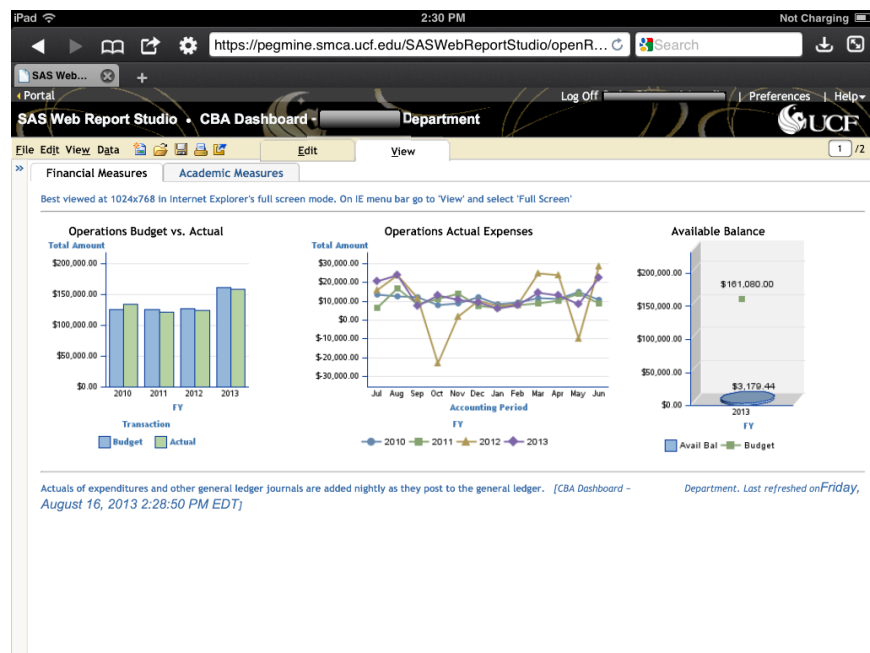 iPad 2:30 PM Not Charging
https://pegmine.smca.ucf.edu/SASWebReportStudio/openR... Search
SAS Web... +
Portal Log Off | Preferences | Help
SAS Web Report Studio • CBA Dashboard - Department UCF
File Edit View Data Edit View 1 /2
» Financial Measures Academic Measures
Best viewed at 1024x768 in Internet Explorer's full screen mode. On IE menu bar go to 'View' and select 'Full Screen'
Operations Budget vs. Actual
Total Amount
$200,000.00
$150,000.00
$100,000.00
$50,000.00
$0.00
2010 2011 2012 2013
FY
Transaction
Budget Actual
Operations Actual Expenses
Total Amount
$30,000.00
$20,000.00
$10,000.00
$0.00
$-10,000.00
$-20,000.00
$-30,000.00
Jul Aug Sep Oct Nov Dec Jan Feb Mar Apr May Jun
Accounting Period
FY
2010 2011 2012 2013
Available Balance
$200,000.00
$150,000.00
$100,000.00
$50,000.00
$0.00
$161,080.00
$3,179.44
2013
FY
Avail Bal Budget
Actuals of expenditures and other general ledger journals are added nightly as they post to the general ledger. [CBA Dashboard - Department. Last refreshed onFriday,
August 16, 2013 2:28:50 PM EDT]